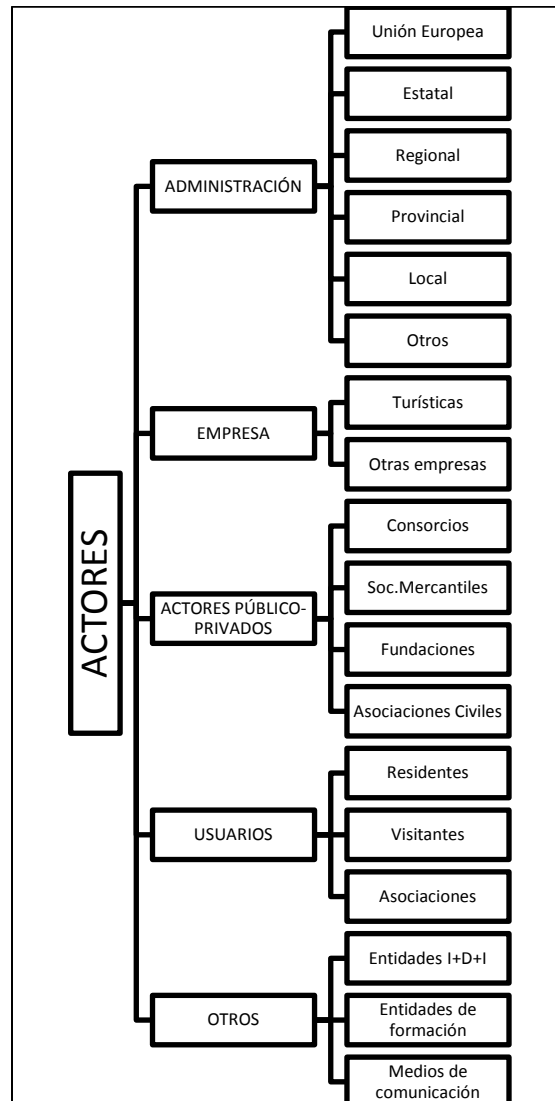 ACTORES
ADMINISTRACIÓN
Unión Europea
Estatal
Regional
Provincial
Local
Otros
EMPRESA
Turísticas
Otras empresas
ACTORES PÚBLICO-
PRIVADOS
Consorcios
Soc.Mercantiles
Fundaciones
Asociaciones Civiles
USUARIOS
Residentes
Visitantes
Asociaciones
OTROS
Entidades I+D+I
Entidades de
formación
Medios de
comunicación